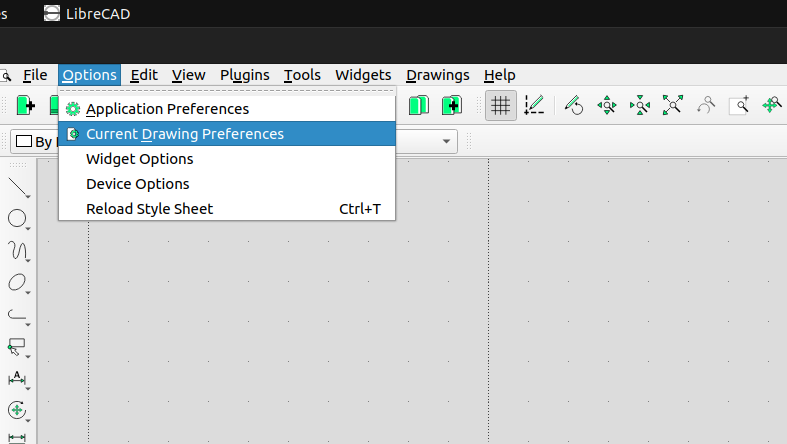 es LibreCAD
File Options Edit View Plugins Tools Widgets Drawings Help
Application Preferences
Current Drawing Preferences
By
Widget Options
Device Options
Reload Style Sheet Ctrl+T
A